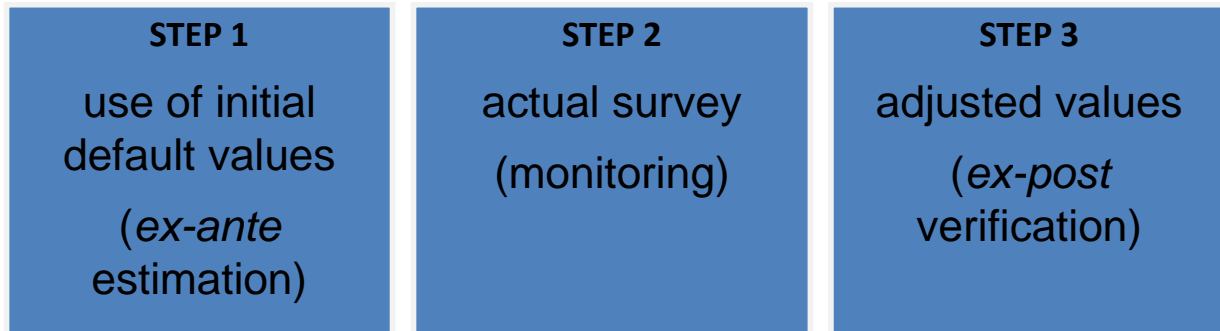 STEP 1
use of initial
default values
(ex-ante
estimation)
STEP 2
actual survey
(monitoring)
STEP 3
adjusted values
(ex-post
verification)